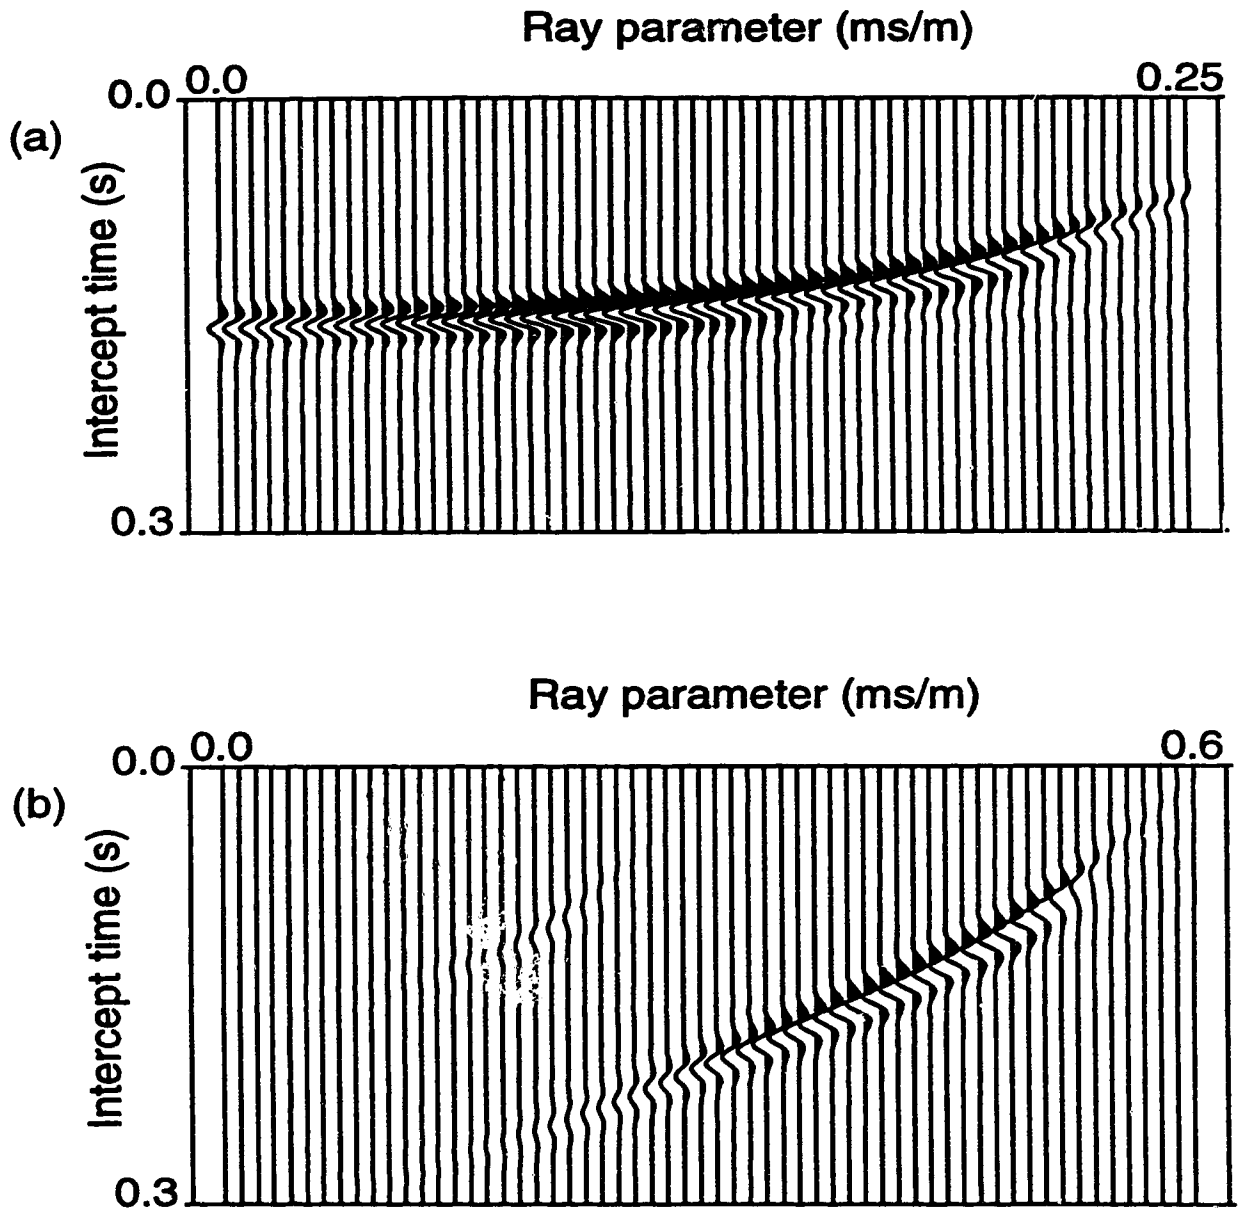 Ray parameter (ms/m)
0.0 0.25
0.0
(a)
Intercept time (s)
0.3
Ray parameter (ms/m)
0.0 0.6
0.0
(b)
Intercept time (s)
0.3